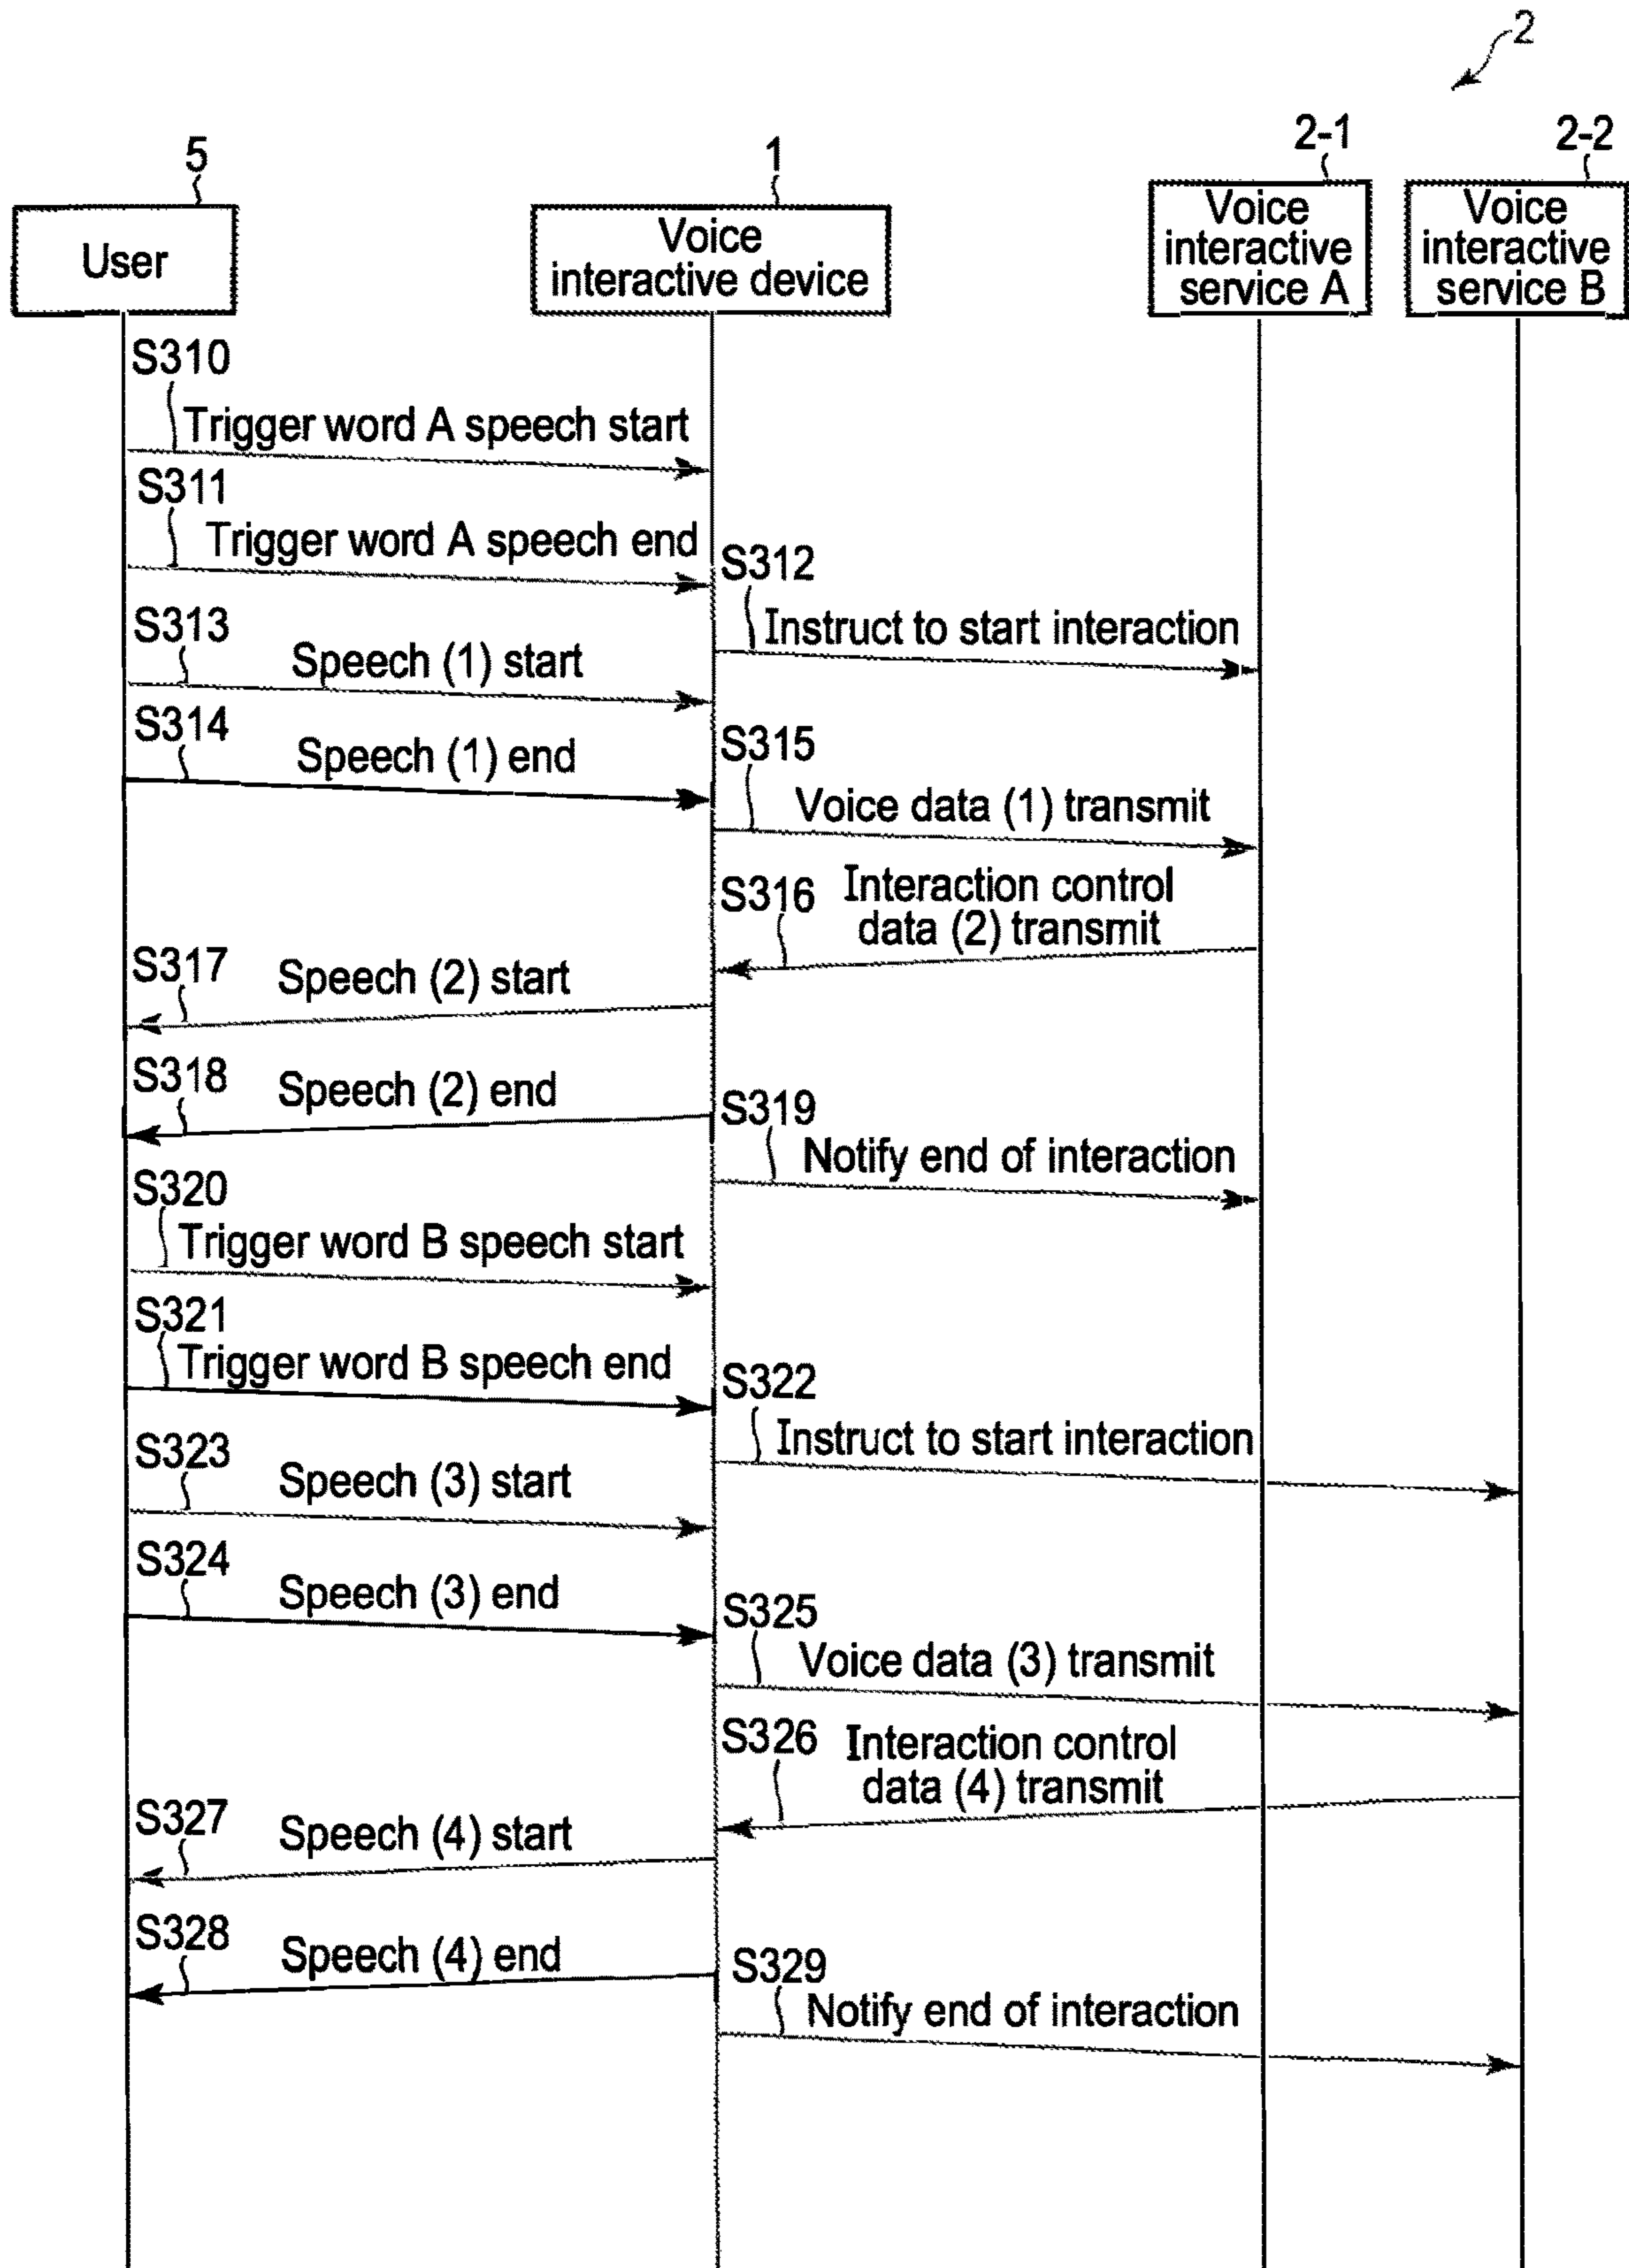 2
5
1
2-1
2-2
User
Voice
interactive device
Voice
interactive
service A
Voice
interactive
service B
S310
Trigger word A speech start
S311
Trigger word A speech end
S312
Instruct to start interaction
S313
Speech (1) start
S314
Speech (1) end
S315
Voice data (1) transmit
S316
Interaction control
data (2) transmit
S317
Speech (2) start
S318
Speech (2) end
S319
Notify end of interaction
S320
Trigger word B speech start
S321
Trigger word B speech end
S322
Instruct to start interaction
S323
Speech (3) start
S324
Speech (3) end
S325
Voice data (3) transmit
S326
Interaction control
data (4) transmit
S327
Speech (4) start
S328
Speech (4) end
S329
Notify end of interaction